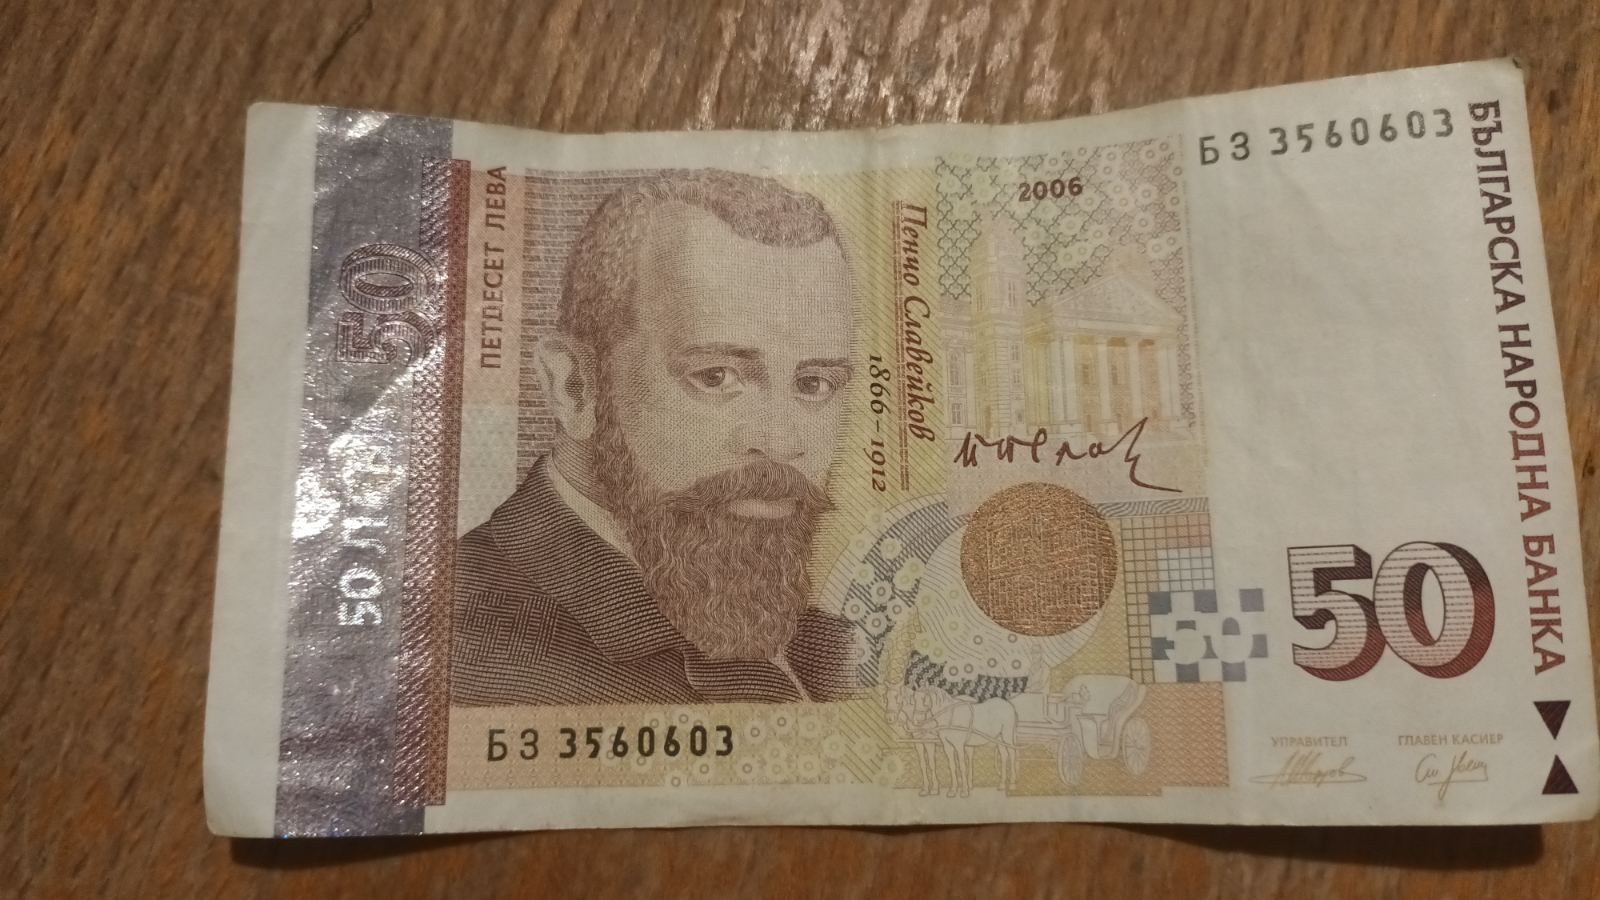 БЗ 3560603
БЪЛГАРСКА НАРОДНА БАНКА
2006
ПЕТДЕСЕТ ЛЕВА
50
Пенчо Славейков
1866–1912
50
50
УПРАВИТЕЛ
ГЛАВЕН КАСИЕР
БЗ 3560603